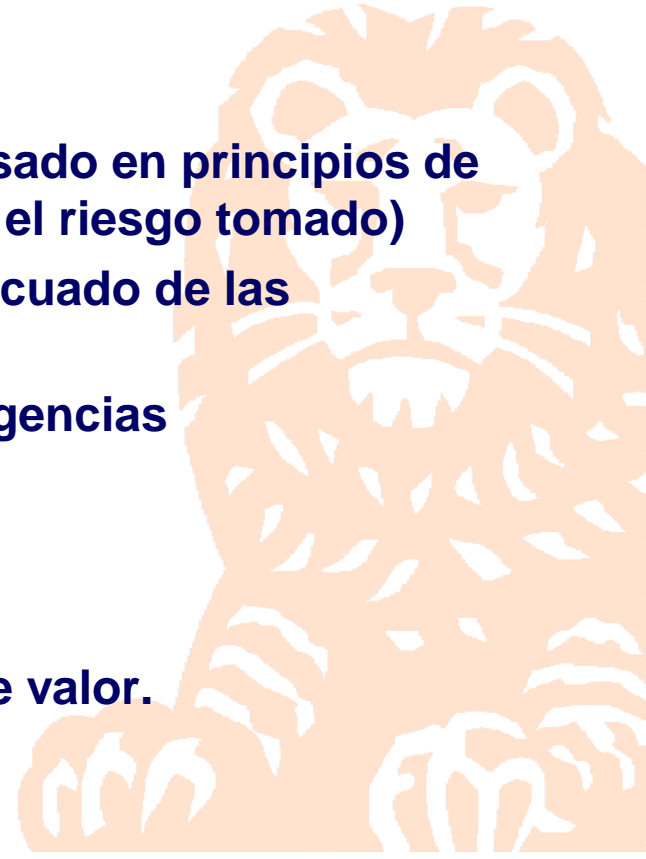 sado en principios de
el riesgo tomado)
cuado de las
gencias
e valor.